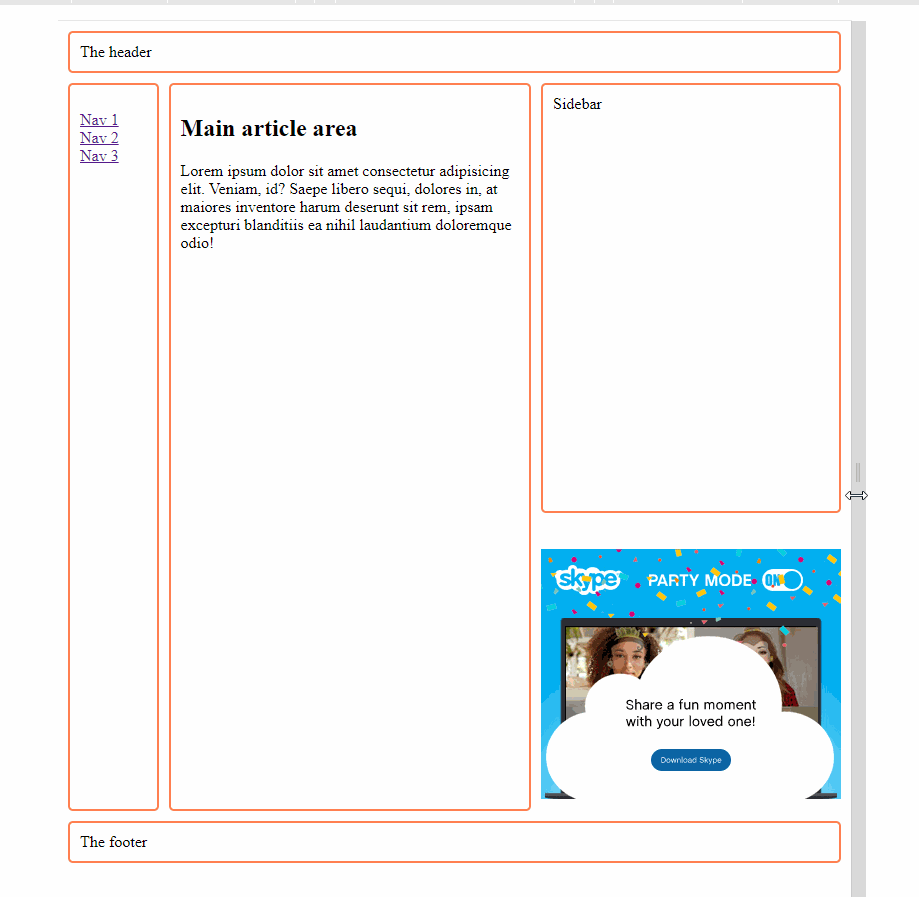 The header
Nav 1
Nav 2
Nav 3
Main article area
Lorem ipsum dolor sit amet consectetur adipisicing
elit. Veniam, id? Saepe libero sequi, dolores in, at
maiores inventore harum deserunt sit rem, ipsam
excepturi blanditiis ea nihil laudantium doloremque
odio!
Sidebar
skype PARTY MODE ON
Share a fun moment
with your loved one!
Download Skype
The footer